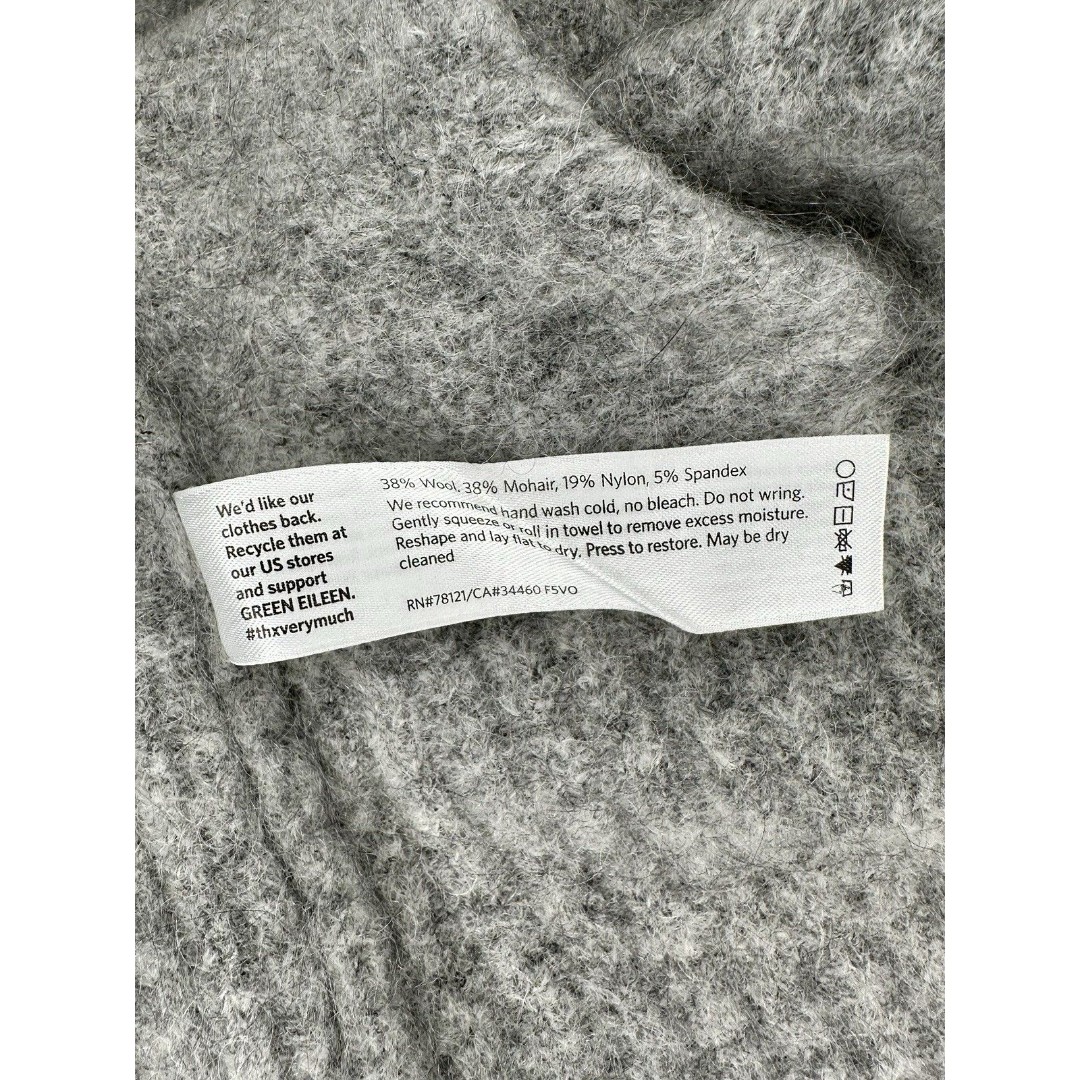 We'd like our
clothes back.
Recycle them at
our US stores
and support
GREEN EILEEN.
#thxverymuch
38% Wool, 38% Mohair, 19% Nylon, 5% Spandex
We recommend hand wash cold, no bleach. Do not wring.
Gently squeeze or roll in towel to remove excess moisture.
Reshape and lay flat to dry. Press to restore. May be dry
cleaned
RN#78121/CA#34460 F5VO